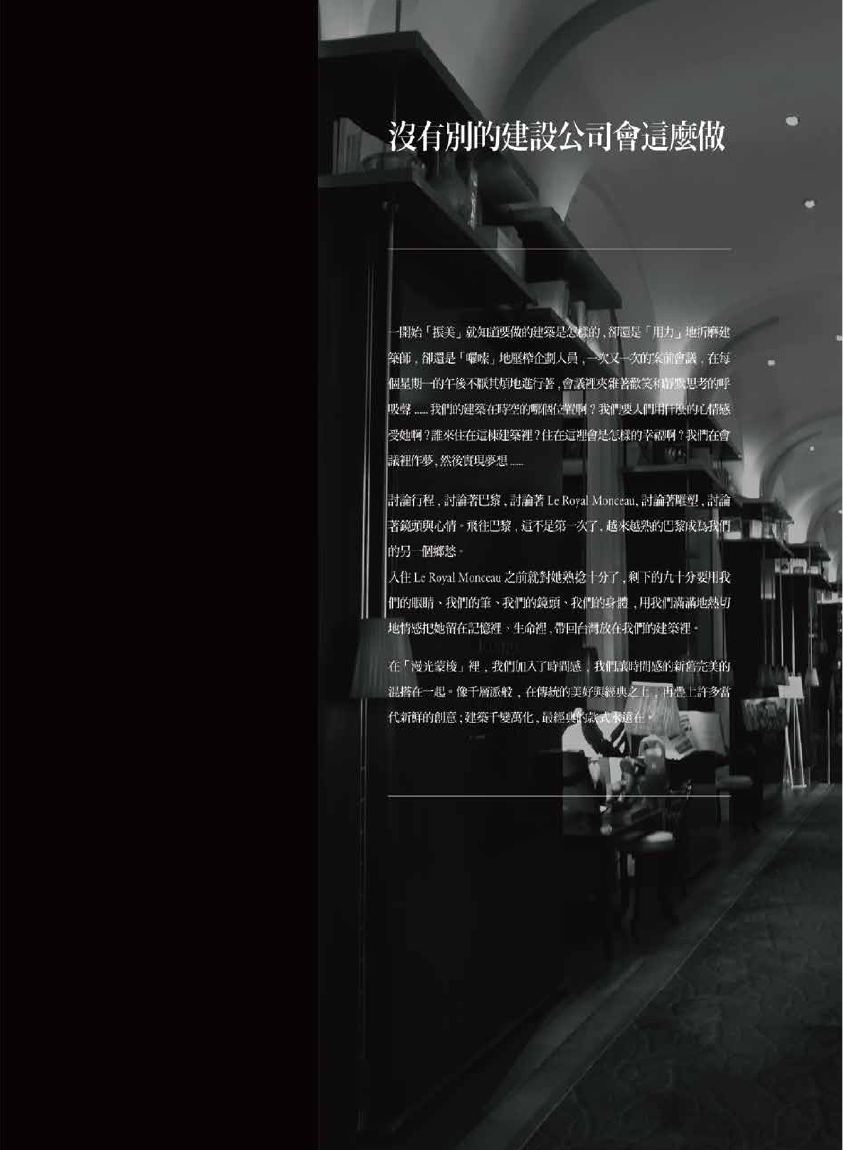 沒有別的建設公司會這麼做
一開始「振美」就知道要做的建築是怎樣的,卻還是「用力」地折磨建
築師,卻還是「囉嗦」地壓榨企劃人員,一次又一次的案前會議,在每
個星期一的午後不厭其煩地進行著,會議裡夾雜著歡笑和靜默思考的呼
吸聲……我們的建築在時空的哪個位置啊?我們要人們用什麼的心情感
受她啊?誰來住在這棟建築裡?住在這裡會是怎樣的幸福啊?我們在會
議裡作夢,然後實現夢想……
討論行程,討論著巴黎,討論著 Le Royal Monceau,討論著雕塑,討論
著鏡頭與心情。飛往巴黎,這不是第一次了,越來越熟的巴黎成為我們
的另一個鄉愁。
入住 Le Royal Monceau 之前就對她熟捻十分了,剩下的九十分要用我
們的眼睛、我們的筆、我們的鏡頭、我們的身體,用我們滿滿地熱切
地情感把她留在記憶裡、生命裡,帶回台灣放在我們的建築裡。
在「漫光蒙梭」裡,我們加入了時間感,我們讓時間感的新舊完美的
混搭在一起。像千層派般,在傳統的美好與經典之上,再疊上許多當
代新鮮的創意;建築千變萬化,最經典的款式永遠在。